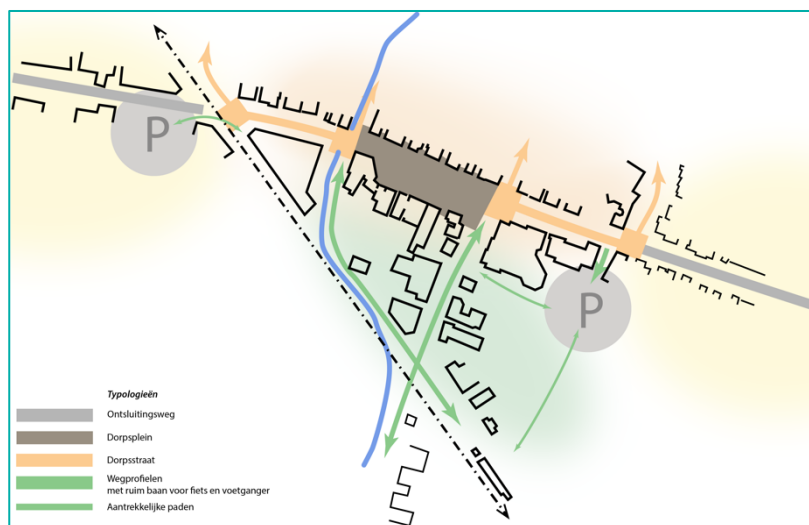 P
P
Typologieën
Ontsluitingsweg
Dorpsplein
Dorpsstraat
Wegprofielen
met ruim baan voor fiets en voetganger
Aantrekkelijke paden